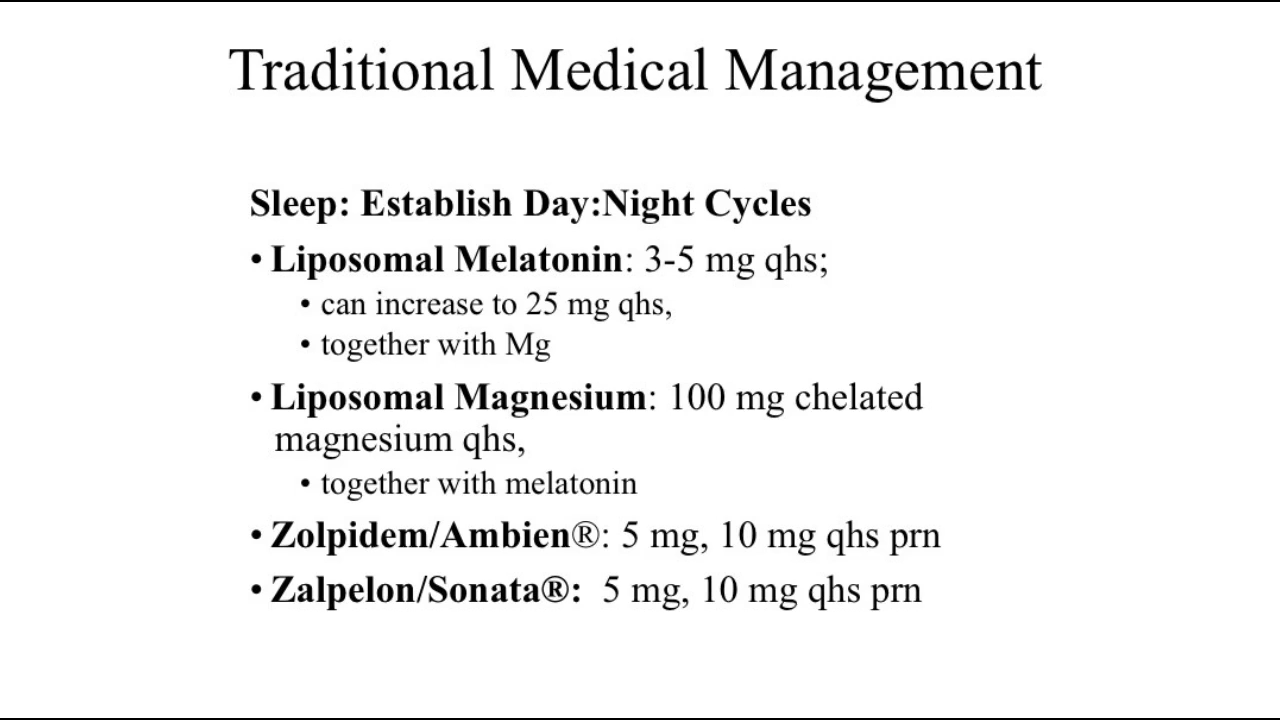 Traditional Medical Management
Sleep: Establish Day:Night Cycles
• Liposomal Melatonin: 3-5 mg qhs;
• can increase to 25 mg qhs,
• together with Mg
• Liposomal Magnesium: 100 mg chelated
magnesium qhs,
• together with melatonin
• Zolpidem/Ambien®: 5 mg, 10 mg qhs prn
• Zalpelon/Sonata®: 5 mg, 10 mg qhs prn